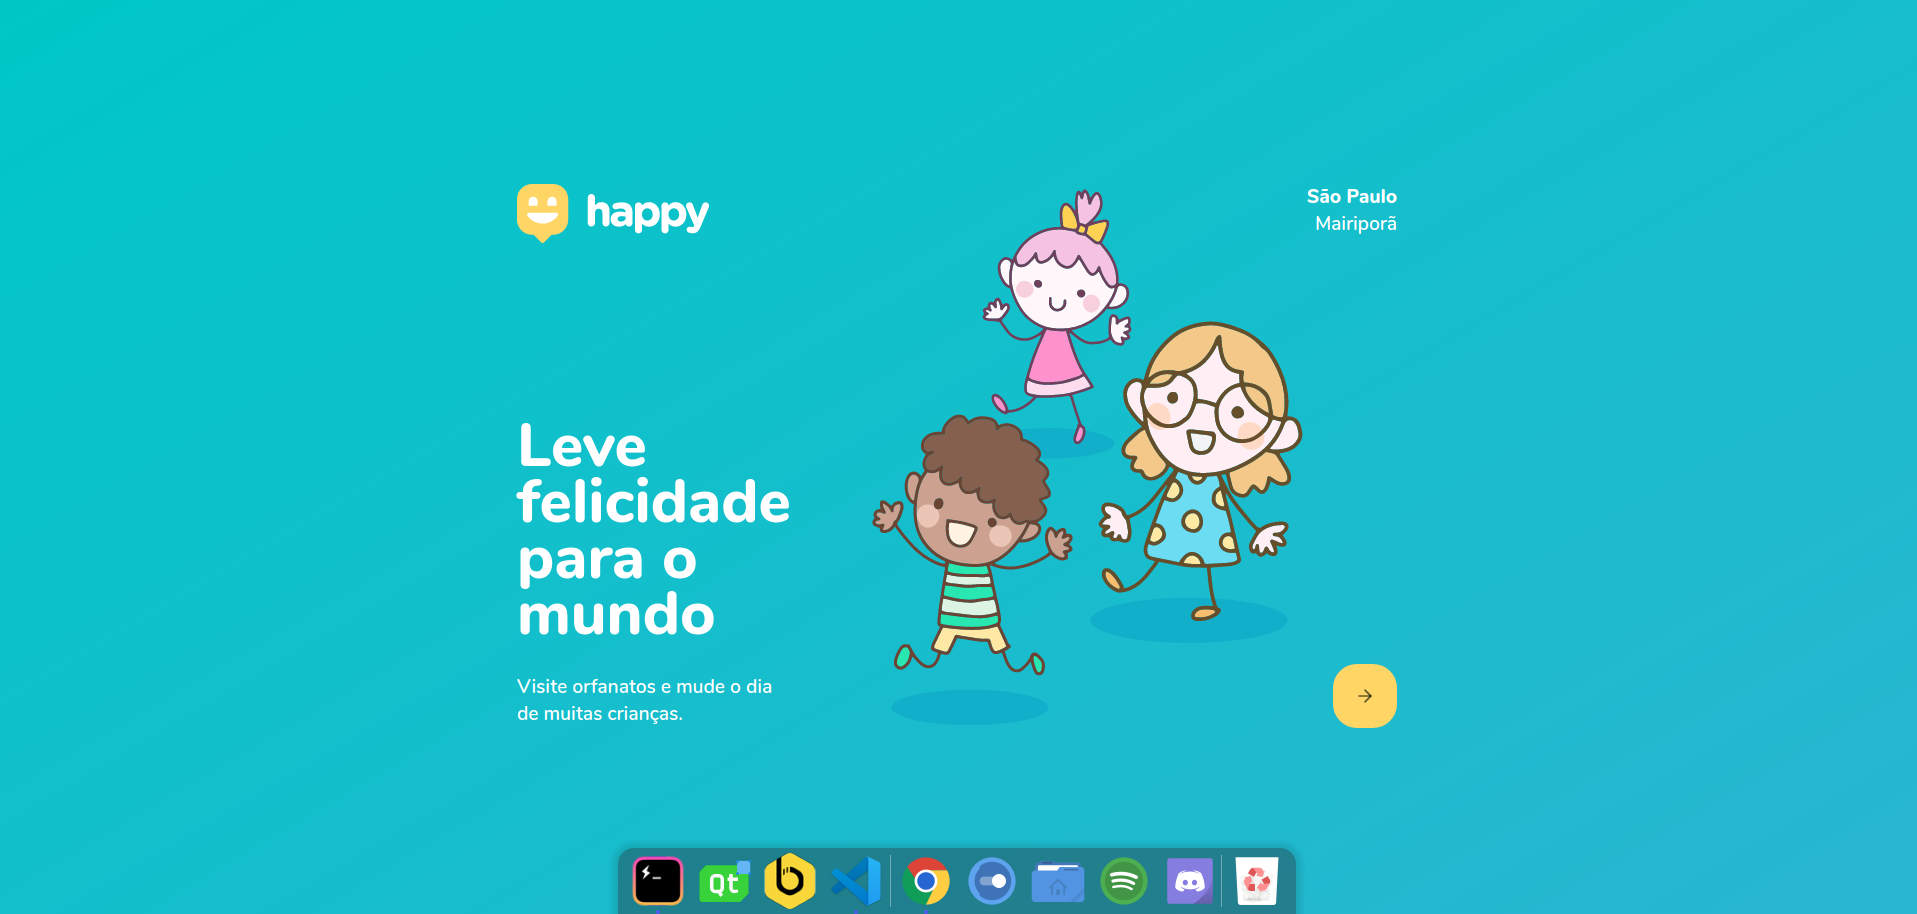 happy
São Paulo
Mairiporã
Leve
felicidade
para o
mundo
Visite orfanatos e mude o dia
de muitas crianças.
Qt
b